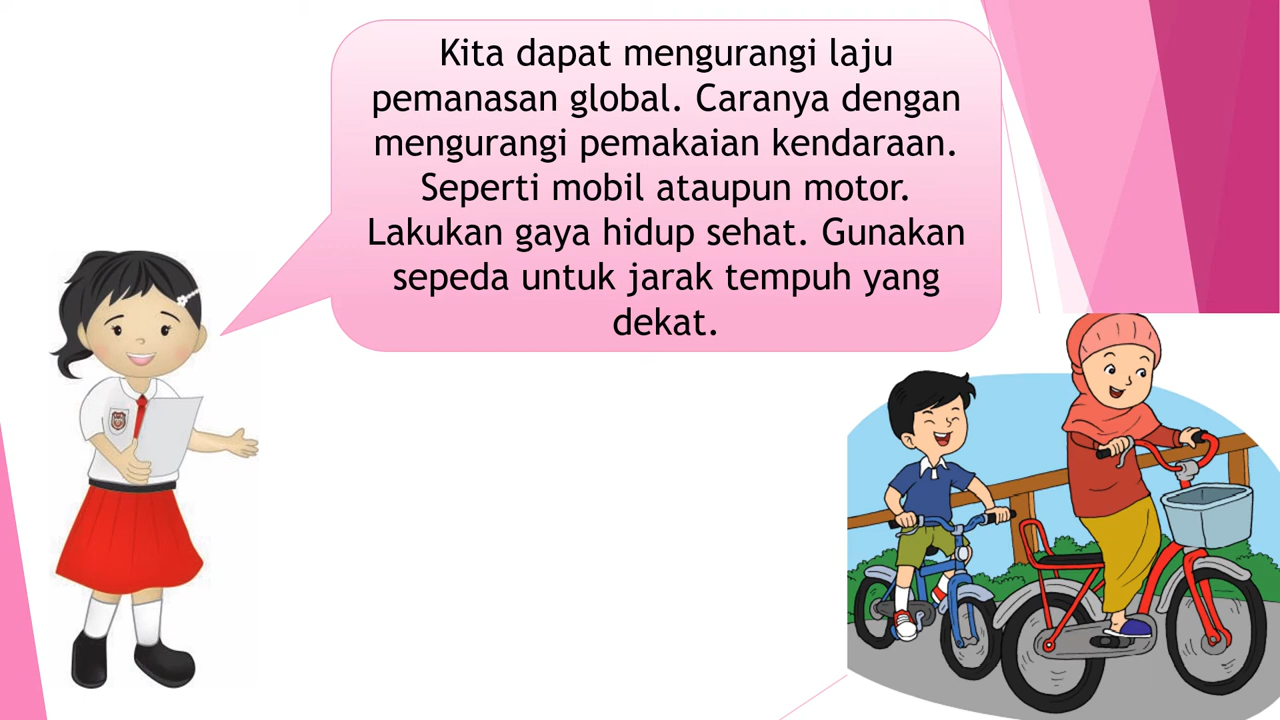 Kita dapat mengurangi laju
pemanasan global. Caranya dengan
mengurangi pemakaian kendaraan.
Seperti mobil ataupun motor.
Lakukan gaya hidup sehat. Gunakan
sepeda untuk jarak tempuh yang
dekat.